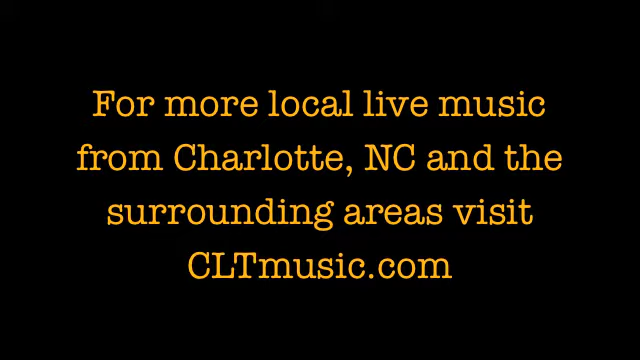 For more local live music
from Charlotte, NC and the
surrounding areas visit
CLTmusic.com